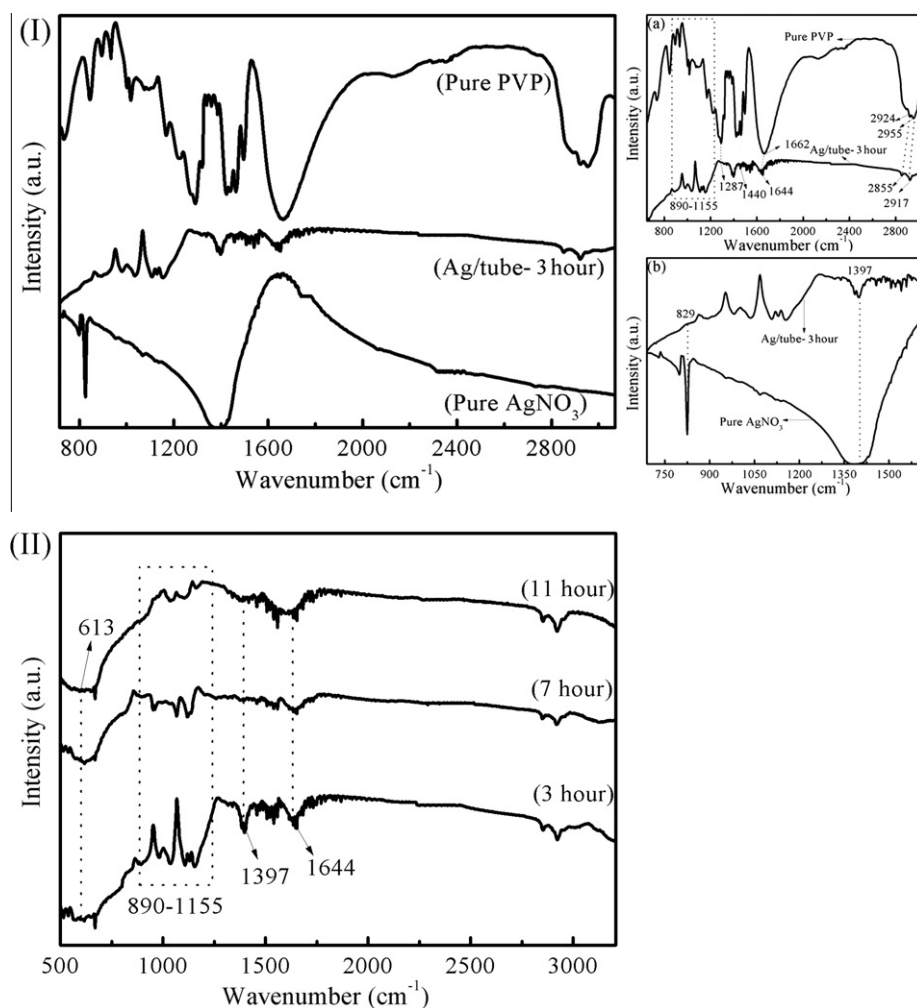 (I)
(Pure PVP)
(Ag/tube- 3 hour)
(Pure AgNO₃)
Intensity (a.u.)
800 1200 1600 2000 2400 2800
Wavenumber (cm⁻¹)
(a)
Pure PVP
2924
2955
1662
Ag/tube- 3 hour
1287
1440
1644
2855
2917
890-1155
Intensity (a.u.)
800 1200 1600 2000 2400 2800
Wavenumber (cm⁻¹)
(b)
1397
829
Ag/tube- 3 hour
Pure AgNO₃
Intensity (a.u.)
750 900 1050 1200 1350 1500
Wavenumber (cm⁻¹)
(II)
(11 hour)
613
(7 hour)
(3 hour)
1397
1644
890-1155
Intensity (a.u.)
500 1000 1500 2000 2500 3000
Wavenumber (cm⁻¹)